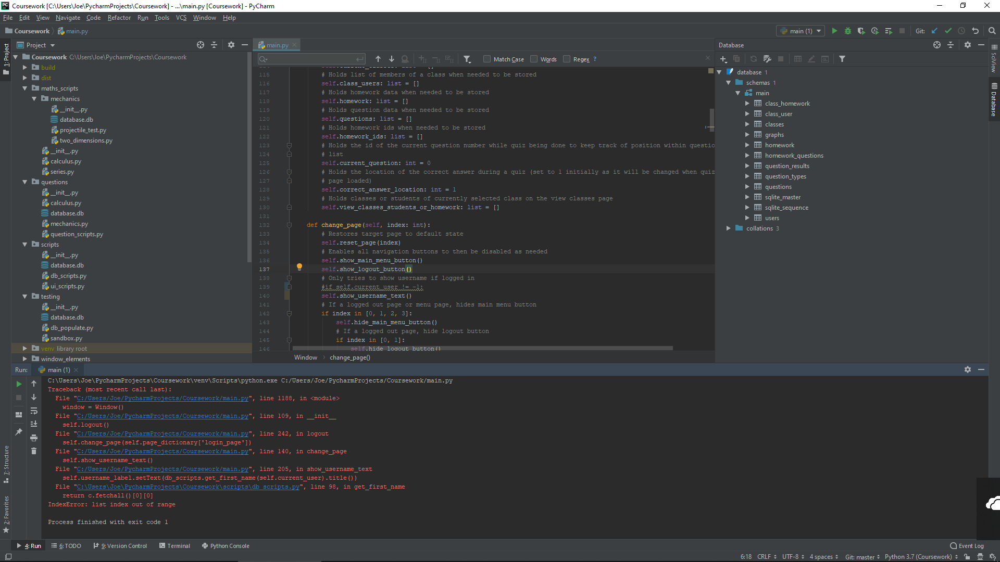 Coursework [C:\Users\Joe\PycharmProjects\Coursework] - ...\main.py [Coursework] - PyCharm
File Edit View Navigate Code Refactor Run Tools VCS Window Help
Coursework main.py
main (1) Git:
Project
main.py
Database
1: Project
SciView
Database
Coursework C:\Users\Joe\PycharmProjects\Coursework
build
dist
maths_scripts
mechanics
__init__.py
database.db
projectile_test.py
two_dimensions.py
__init__.py
calculus.py
series.py
questions
__init__.py
calculus.py
database.db
mechanics.py
question_scripts.py
scripts
__init__.py
database.db
db_scripts.py
ui_scripts.py
testing
__init__.py
database.db
db_populate.py
sandbox.py
venv library root
window_elements
Match Case Words Regex ?
115 # Holds list of members of a class when needed to be stored
116 self.class_users: list = []
117 # Holds homework data when needed to be stored
118 self.homework: list = []
119 # Holds question data when needed to be stored
120 self.questions: list = []
121 # Holds homework ids when needed to be stored
122 self.homework_ids: list = []
123 # Holds the id of the current question number while quiz being done to keep track of position within questio
124 # list
125 self.current_question: int = 0
126 # Holds the location of the correct answer during a quiz (set to 1 initially as it will be changed when quiz
127 # page loaded)
128 self.correct_answer_location: int = 1
129 # Holds classes or students of currently selected class on the view classes page
130 self.view_classes_students_or_homework: list = []
131
132 def change_page(self, index: int):
133 # Restores target page to default state
134 self.reset_page(index)
135 # Enables all navigation buttons to then be disabled as needed
136 self.show_main_menu_button()
137 self.show_logout_button()
138 # Only tries to show username if logged in
139 #if self.current_user != -1:
140 self.show_username_text()
141 # If a logged out page or menu page, hides main menu button
142 if index in [0, 1, 2, 3]:
143 self.hide_main_menu_button()
144 # If a logged out page, hide logout button
145 if index in [0, 1]:
146 self.hide_logout_button()
Window change_page()
database 1
schemas 1
main
class_homework
class_user
classes
graphs
homework
homework_questions
question_results
question_types
questions
sqlite_master
sqlite_sequence
users
collations 3
Run: main (1)
C:\Users\Joe\PycharmProjects\Coursework\venv\Scripts\python.exe C:/Users/Joe/PycharmProjects/Coursework/main.py
Traceback (most recent call last):
File "C:/Users/Joe/PycharmProjects/Coursework/main.py", line 1188, in <module>
window = Window()
File "C:/Users/Joe/PycharmProjects/Coursework/main.py", line 109, in __init__
self.logout()
File "C:/Users/Joe/PycharmProjects/Coursework/main.py", line 242, in logout
self.change_page(self.page_dictionary['login_page'])
File "C:/Users/Joe/PycharmProjects/Coursework/main.py", line 140, in change_page
self.show_username_text()
File "C:/Users/Joe/PycharmProjects/Coursework/main.py", line 205, in show_username_text
self.username_label.setText(db_scripts.get_first_name(self.current_user).title())
File "C:\Users\Joe\PycharmProjects\Coursework\scripts\db_scripts.py", line 98, in get_first_name
return c.fetchall()[0][0]
IndexError: list index out of range
Process finished with exit code 1
7: Structure
2: Favorites
4: Run 6: TODO 9: Version Control Terminal Python Console Event Log
6:18 CRLF UTF-8 4 spaces Git: master Python 3.7 (Coursework)